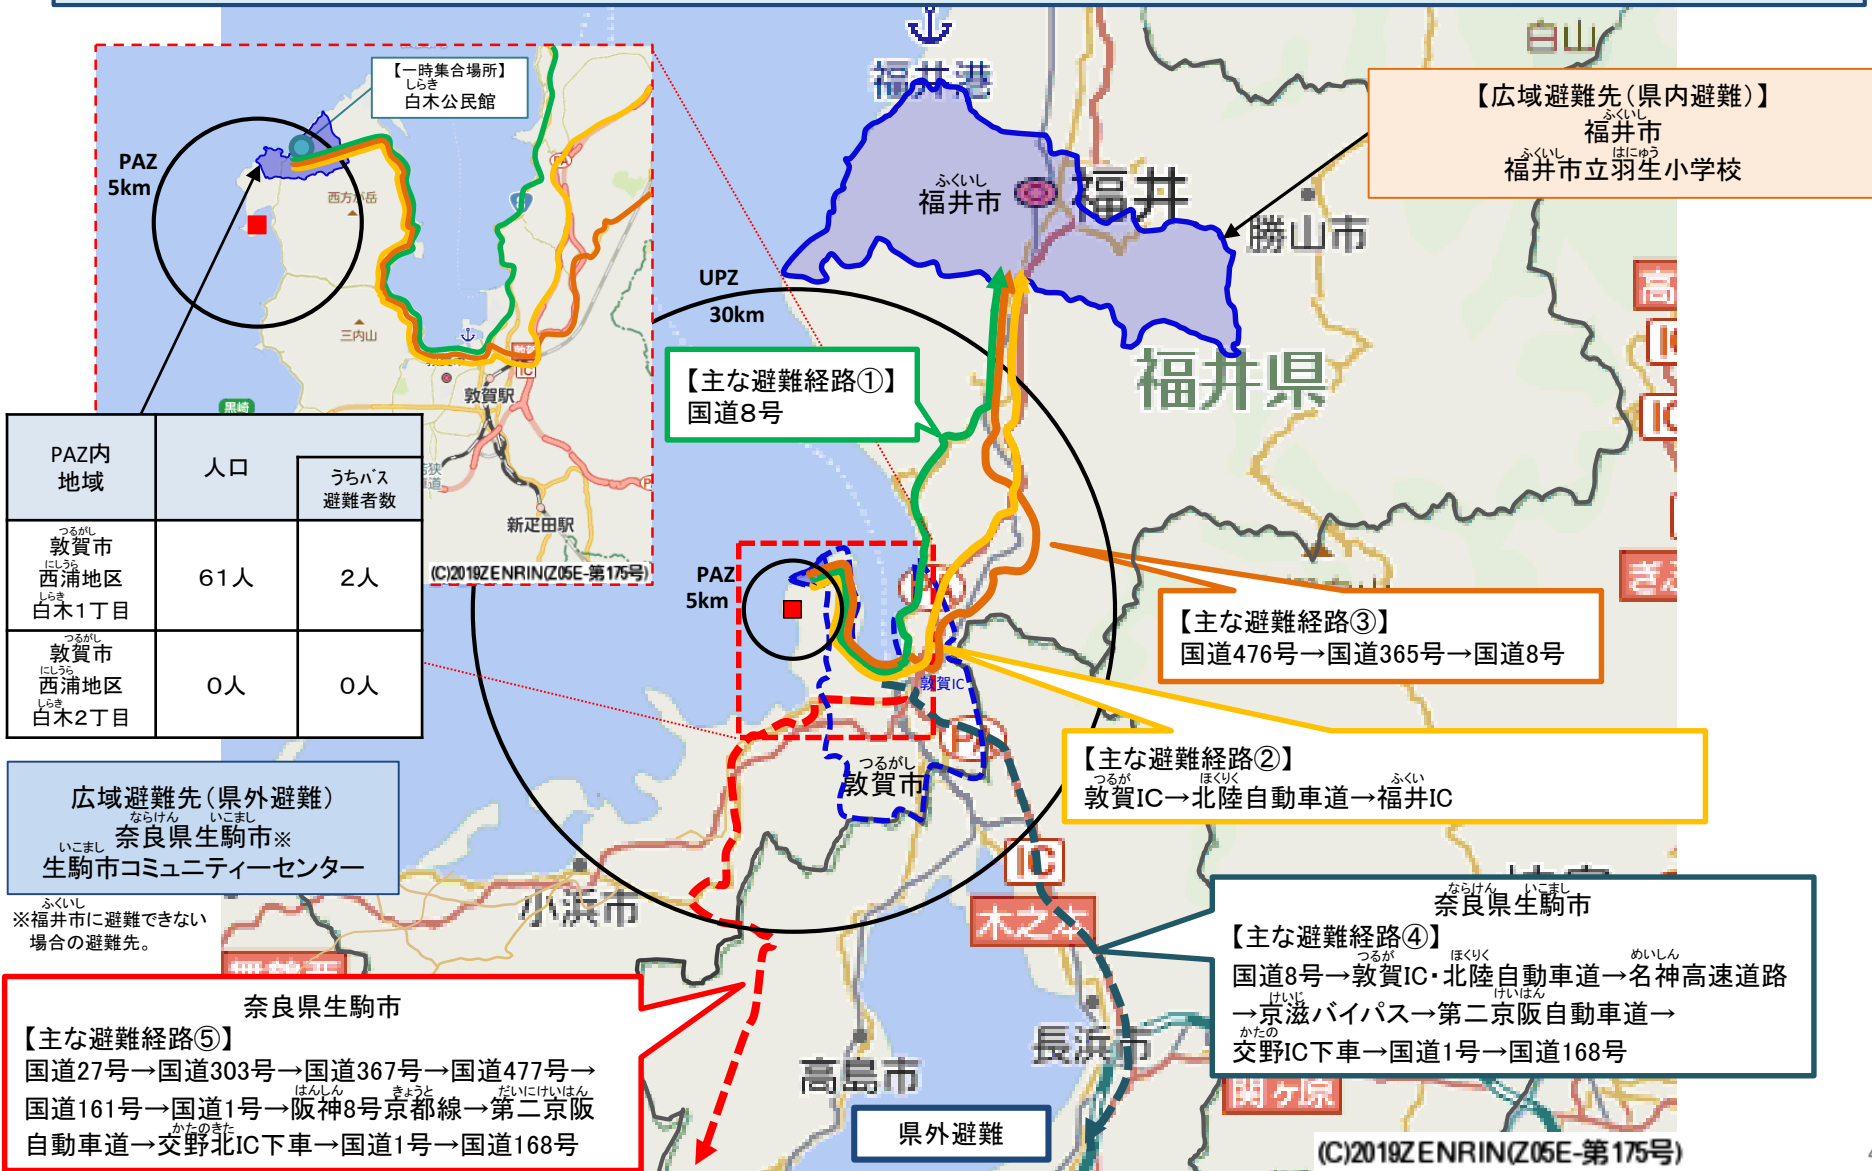 【一時集合場所】
しらき
白木公民館
PAZ
5km
西方が岳
三内山
敦賀
IC
敦賀駅
黒崎
新疋田駅
(C)2019ZENRIN(Z05E-第175号)
福井港
白山
【広域避難先（県内避難）】
ふくいし
福井市
ふくいし　はにゅう
福井市立羽生小学校
ふくいし
福井市
福井
勝山市
UPZ
30km
福井県
【主な避難経路①】
国道8号
PAZ内
地域
人口
うちバス
避難者数
つるがし
敦賀市
にしうら
西浦地区
しらき
白木1丁目
61人
2人
つるがし
敦賀市
にしうら
西浦地区
しらき
白木2丁目
0人
0人
PAZ
5km
敦賀IC
PA
つるがし
敦賀市
【主な避難経路③】
国道476号→国道365号→国道8号
【主な避難経路②】
つるが　ほくりく　ふくい
敦賀IC→北陸自動車道→福井IC
広域避難先（県外避難）
ならけん　いこまし
奈良県生駒市※
いこまし
生駒市コミュニティーセンター
ふくいし
※福井市に避難できない
場合の避難先。
小浜市
IC
木之本
ならけん　いこまし
奈良県生駒市
【主な避難経路④】
つるが　ほくりく　めいしん
国道8号→敦賀IC・北陸自動車道→名神高速道路
けいじ　けいはん
→京滋バイパス→第二京阪自動車道→
かたの
交野IC下車→国道1号→国道168号
奈良県生駒市
【主な避難経路⑤】
国道27号→国道303号→国道367号→国道477号→
はんしん　きょうと　だいにけいはん
国道161号→国道1号→阪神8号京都線→第二京阪
かたのきた
自動車道→交野北IC下車→国道1号→国道168号
高島市
長浜市
関ヶ原
県外避難
(C)2019ZENRIN(Z05E-第175号)